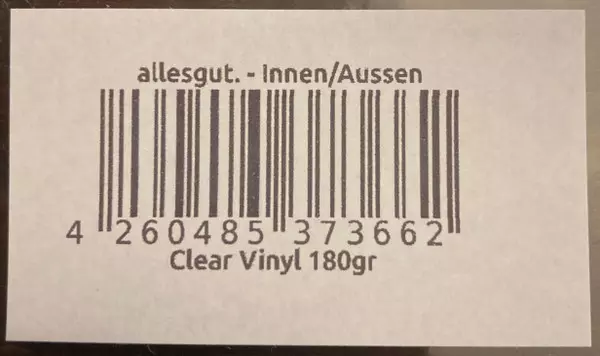 allesgut. - Innen/Aussen
4 260485 373662
Clear Vinyl 180gr